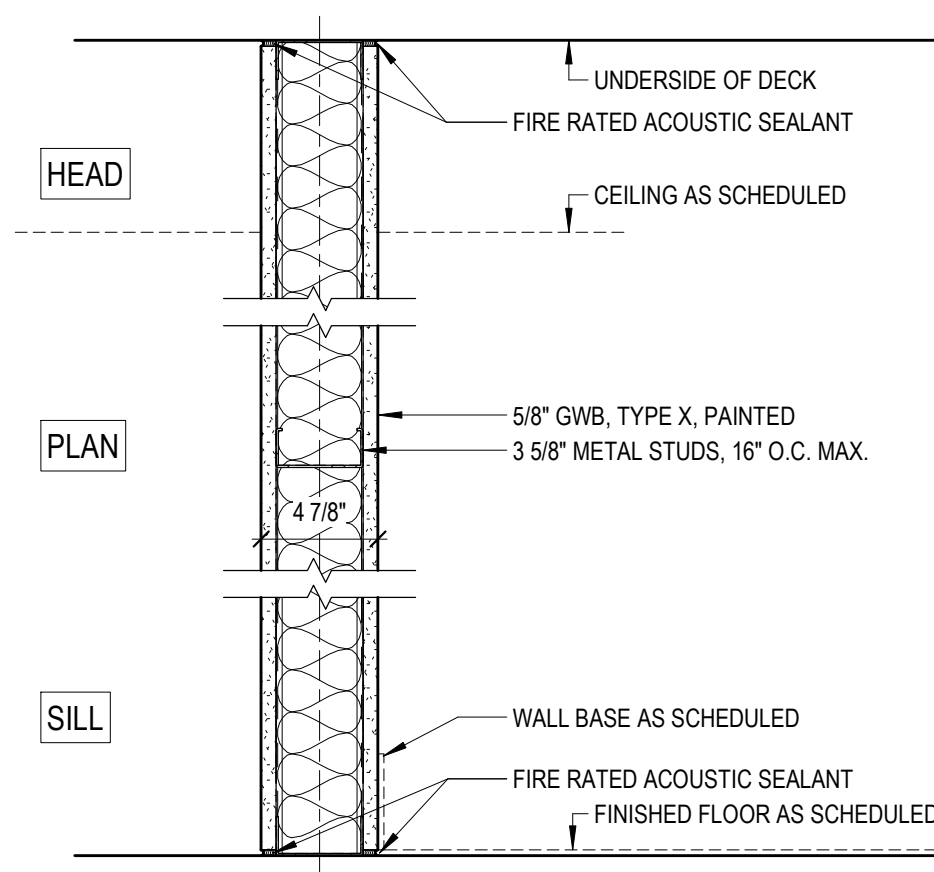 UNDERSIDE OF DECK
FIRE RATED ACOUSTIC SEALANT
HEAD
CEILING AS SCHEDULED
5/8" GWB, TYPE X, PAINTED
PLAN
3 5/8" METAL STUDS, 16" O.C. MAX.
4 7/8"
SILL
WALL BASE AS SCHEDULED
FIRE RATED ACOUSTIC SEALANT
FINISHED FLOOR AS SCHEDULED